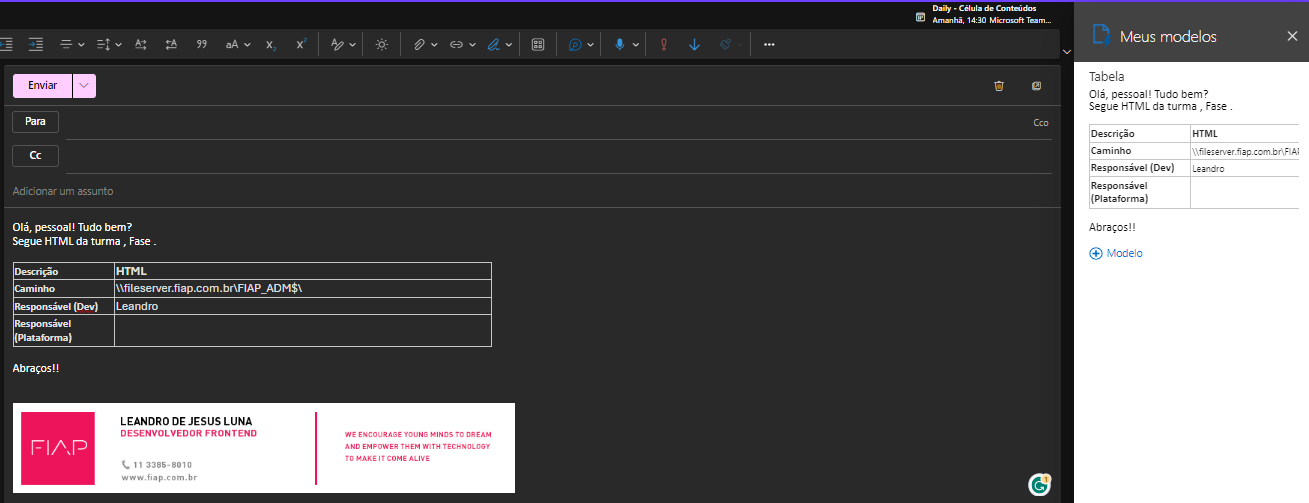 Daily - Célula de Conteúdos
Amanhã, 14:30 Microsoft Team...
Meus modelos
Enviar
Para
Cco
Cc
Adicionar um assunto
Olá, pessoal! Tudo bem?
Segue HTML da turma , Fase .
Descrição HTML
Caminho \\fileserver.fiap.com.br\FIAP_ADM$\
Responsável (Dev) Leandro
Responsável
(Plataforma)
Abraços!!
FIAP
LEANDRO DE JESUS LUNA
DESENVOLVEDOR FRONTEND
11 3385-8010
www.fiap.com.br
WE ENCOURAGE YOUNG MINDS TO DREAM
AND EMPOWER THEM WITH TECHNOLOGY
TO MAKE IT COME ALIVE
Tabela
Olá, pessoal! Tudo bem?
Segue HTML da turma , Fase .
Descrição HTML
Caminho \\fileserver.fiap.com.br\FIA
Responsável (Dev) Leandro
Responsável
(Plataforma)
Abraços!!
Modelo